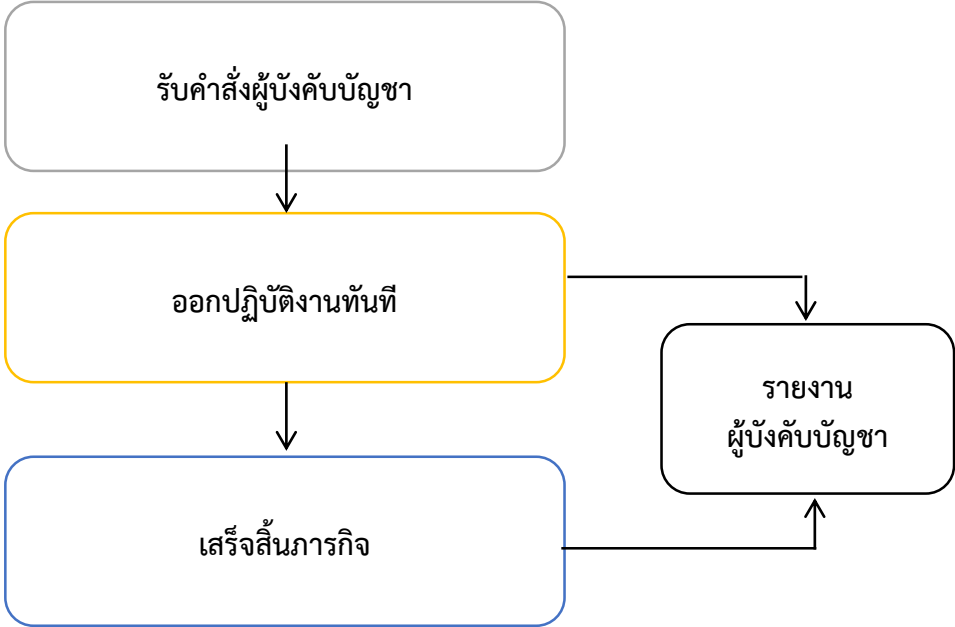 รับคำสั่งผู้บังคับบัญชา
ออกปฏิบัติงานทันที
รายงาน
ผู้บังคับบัญชา
เสร็จสิ้นภารกิจ